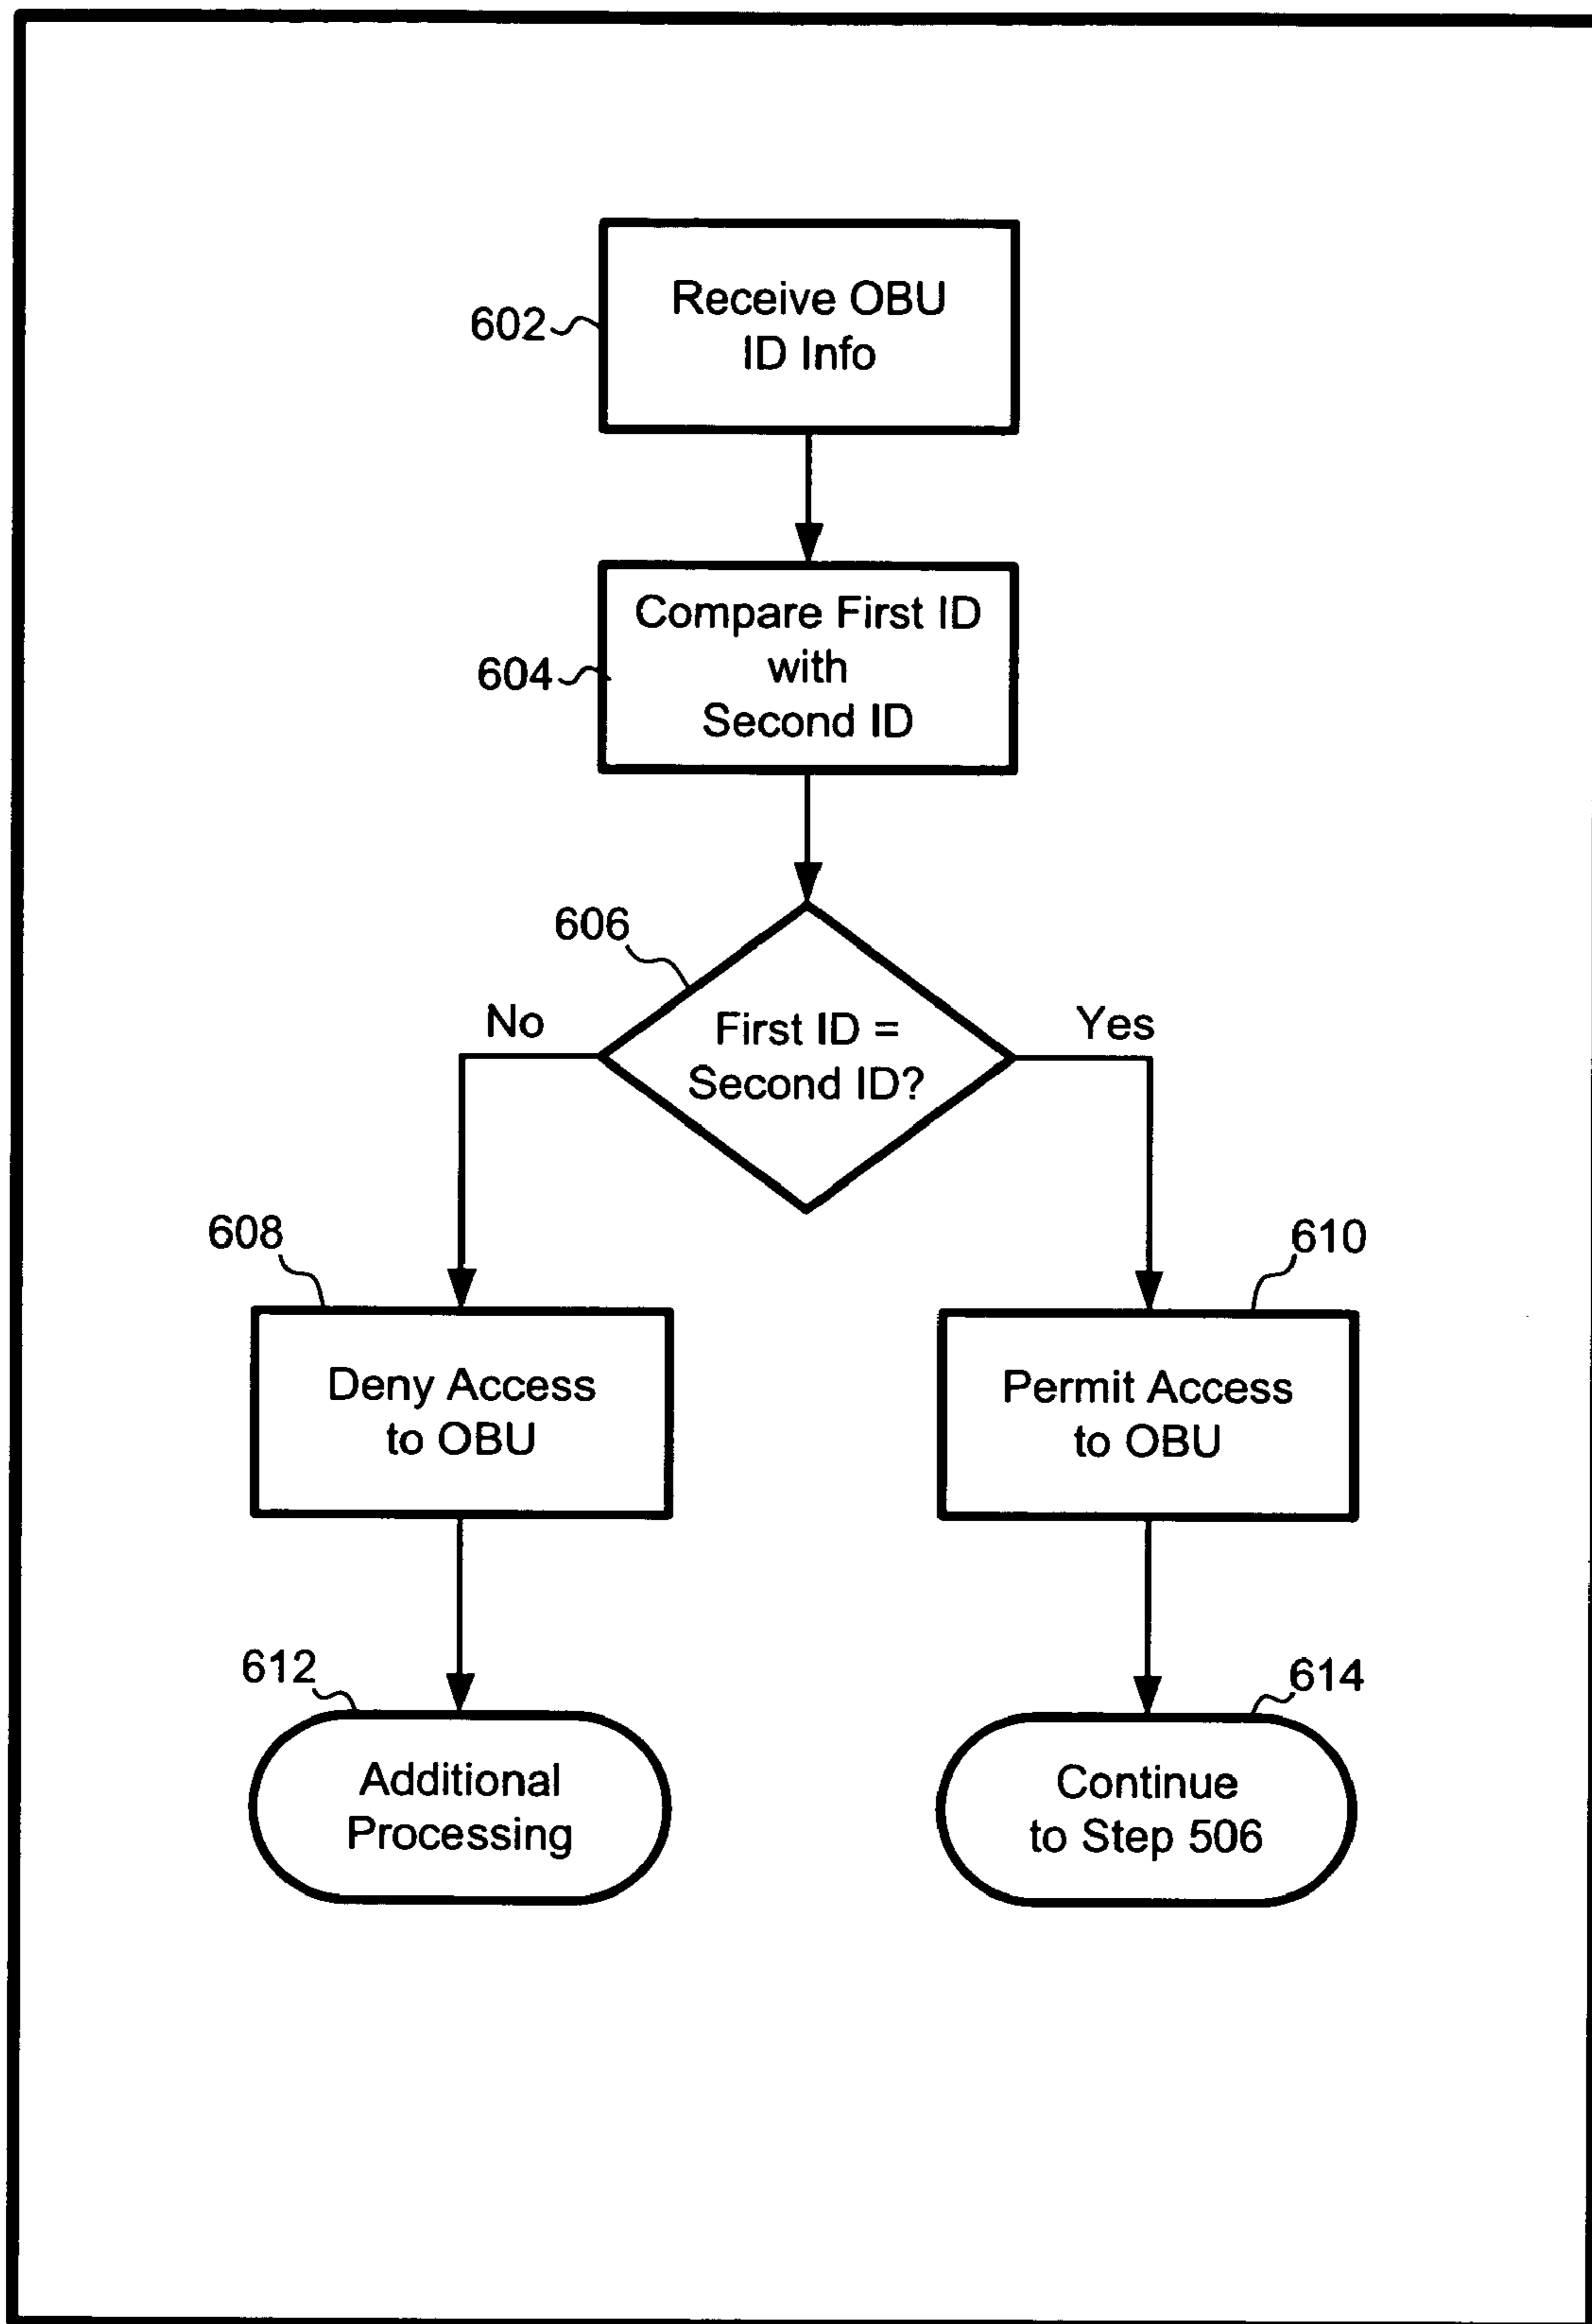 Receive OBU
ID Info
602
Compare First ID
with
Second ID
604
606
No
First ID =
Second ID?
Yes
608
610
Deny Access
to OBU
Permit Access
to OBU
612
614
Additional
Processing
Continue
to Step 506